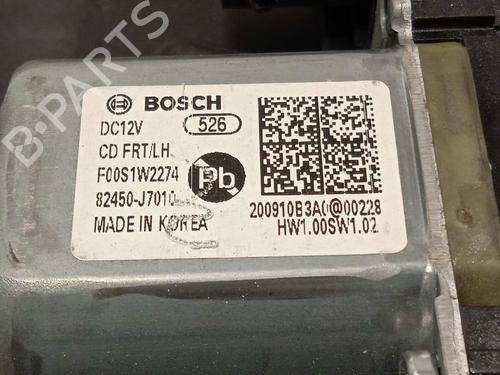 BOSCH
DC12V 526
CD FRT/LH
F00S1W2274
82450-J7010
MADE IN KOREA
Pb
200910B3A0@00228
HW1.00SW1.02
B-PARTS